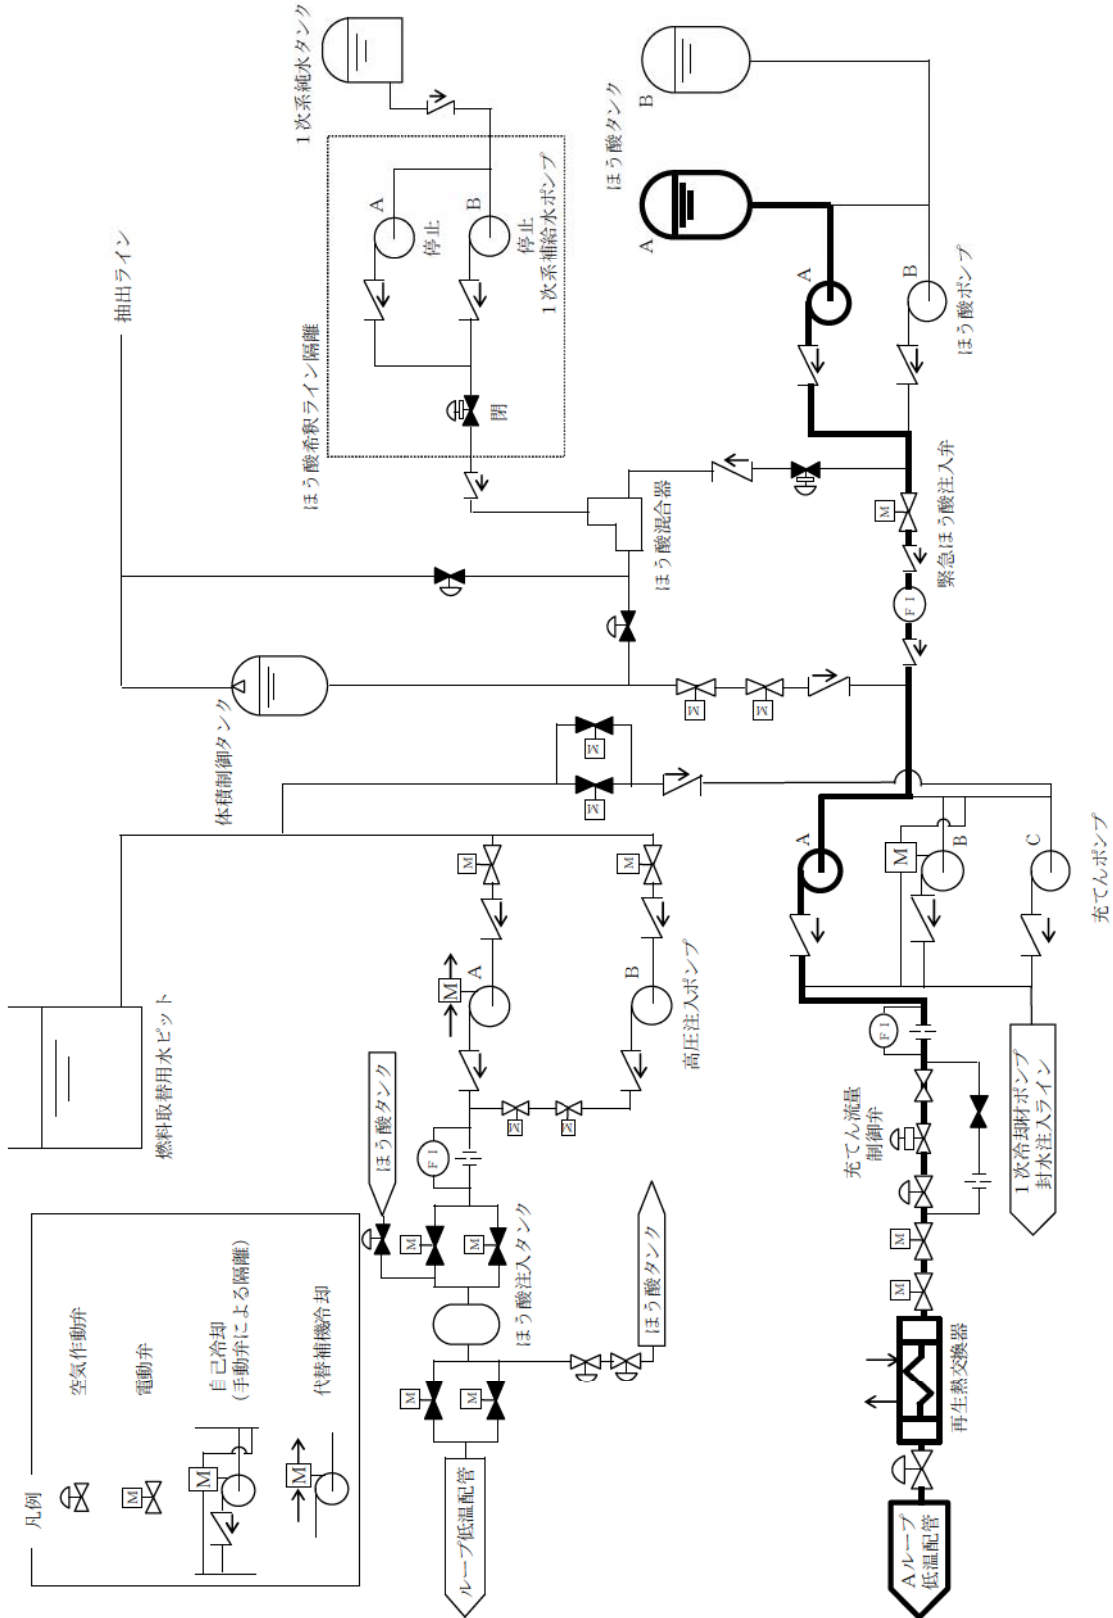 凡例
空気作動弁
M
電動弁
M
自己冷却
(手動弁による隔離)
M
代替補機冷却
燃料取替用水ピット
体積制御タンク
抽出ライン
1次系純水タンク
ほう酸希釈ライン隔離
A
停止
B
停止
1次系補給水ポンプ
閉
ほう酸タンク
A
B
A
B
ほう酸ポンプ
ほう酸混合器
M
緊急ほう酸注入弁
F I
M
M
M
M
M
M
M
A
B
高圧注入ポンプ
M
M
F I
ほう酸タンク
M
M
ほう酸注入タンク
ほう酸タンク
M
M
ループ低温配管
A
M
B
C
充てんポンプ
F I
1次冷却材ポンプ
封水注入ライン
充てん流量
制御弁
M
M
再生熱交換器
Aループ
低温配管